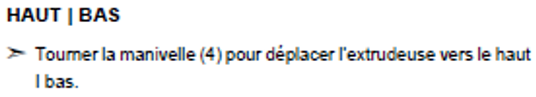 HAUT | BAS
➣ Tourner la manivelle (4) pour déplacer l'extrudeuse vers le haut
l bas.